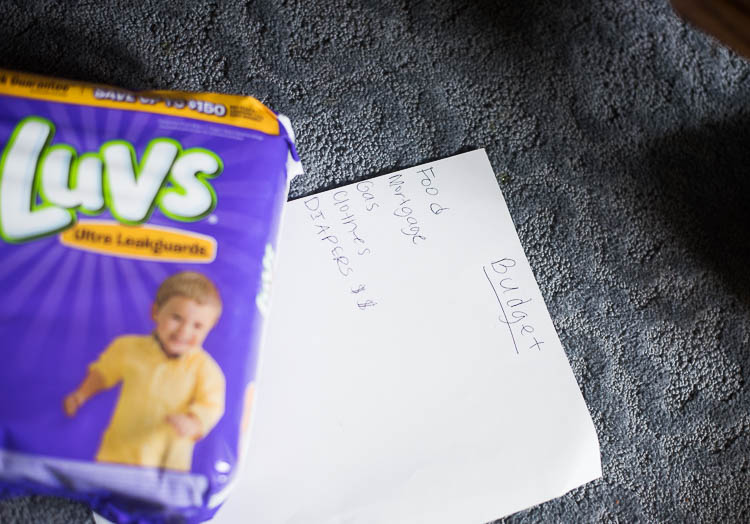 SAVE UP TO $150
Luvs
Ultra Leakguards
Budget
Food
Mortgage
Gas
Clothes
DIAPERS $$